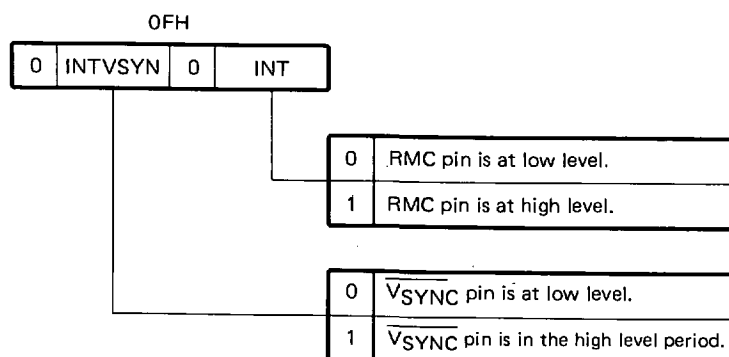 0FH
0 INTVSYN 0 INT
0 RMC pin is at low level.
1 RMC pin is at high level.
0 VSYNC pin is at low level.
1 VSYNC pin is in the high level period.